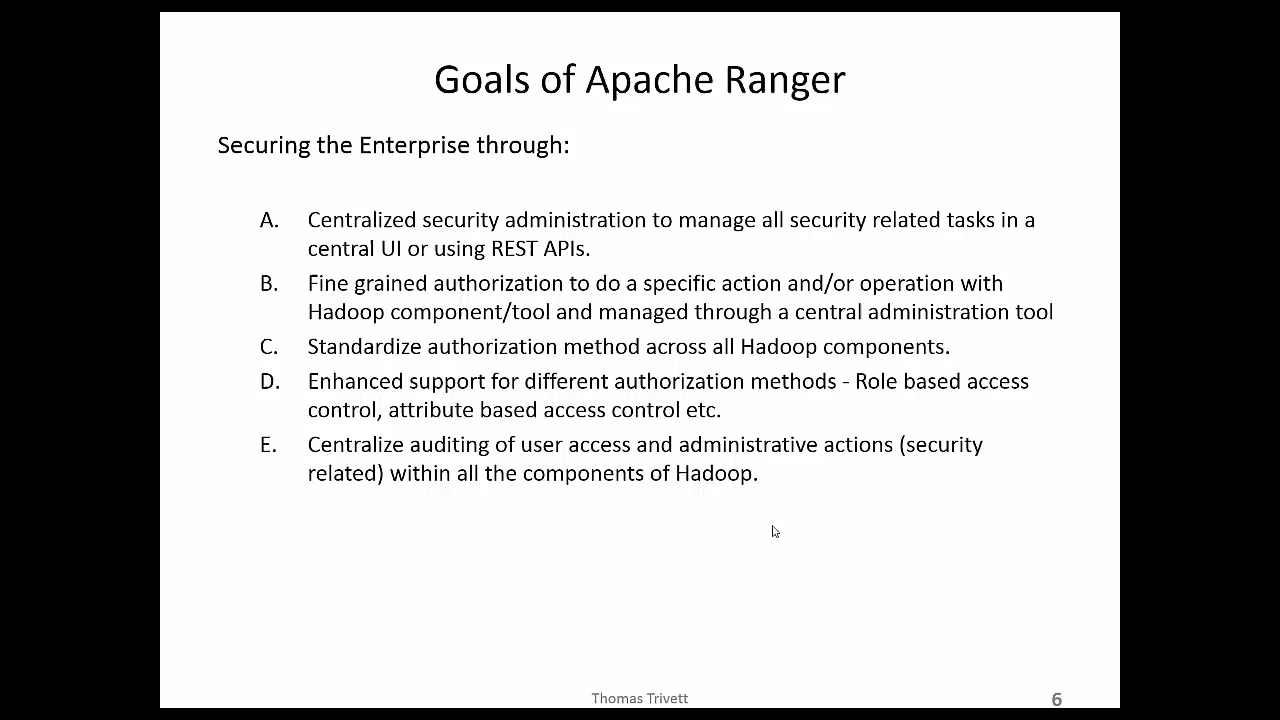 Goals of Apache Ranger
Securing the Enterprise through:
A. Centralized security administration to manage all security related tasks in a
central UI or using REST APIs.
B. Fine grained authorization to do a specific action and/or operation with
Hadoop component/tool and managed through a central administration tool
C. Standardize authorization method across all Hadoop components.
D. Enhanced support for different authorization methods - Role based access
control, attribute based access control etc.
E. Centralize auditing of user access and administrative actions (security
related) within all the components of Hadoop.
Thomas Trivett
6